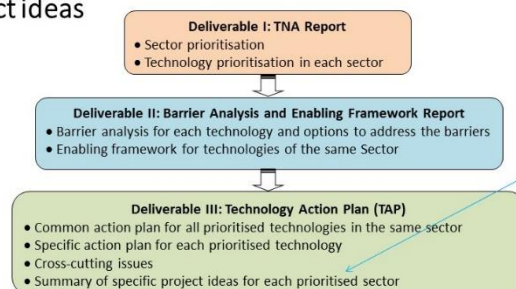 ct ideas
Deliverable I: TNA Report
• Sector prioritisation
• Technology prioritisation in each sector
Deliverable II: Barrier Analysis and Enabling Framework Report
• Barrier analysis for each technology and options to address the barriers
• Enabling framework for technologies of the same Sector
Deliverable III: Technology Action Plan (TAP)
• Common action plan for all prioritised technologies in the same sector
• Specific action plan for each prioritised technology
• Cross-cutting issues
• Summary of specific project ideas for each prioritised sector